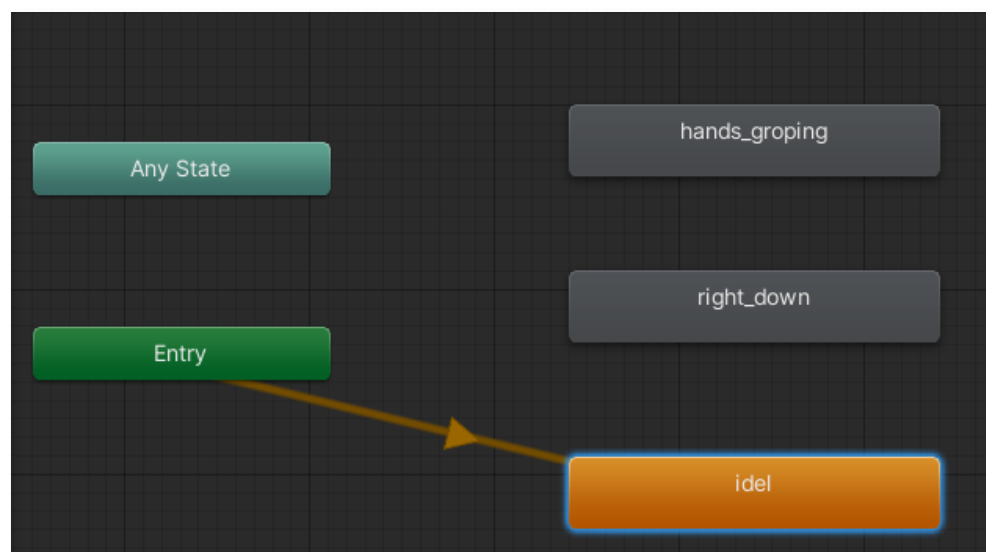 hands_groping
Any State
right_down
Entry
idel